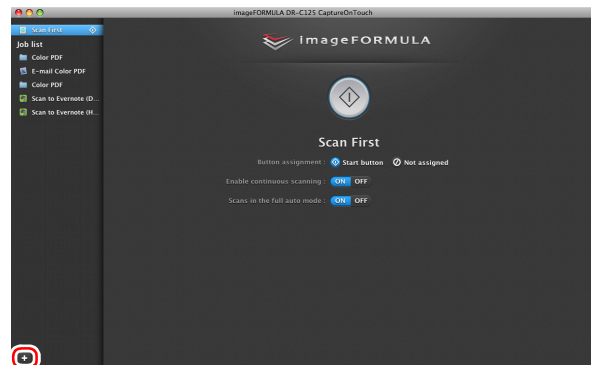 imageFORMULA DR-C125 CaptureOnTouch
Scan First
Job list
Color PDF
E-mail Color PDF
Color PDF
Scan to Evernote (D...
Scan to Evernote (H...
imageFORMULA
Scan First
Button assignment : Start button Not assigned
Enable continuous scanning : ON OFF
Scans in the full auto mode : ON OFF